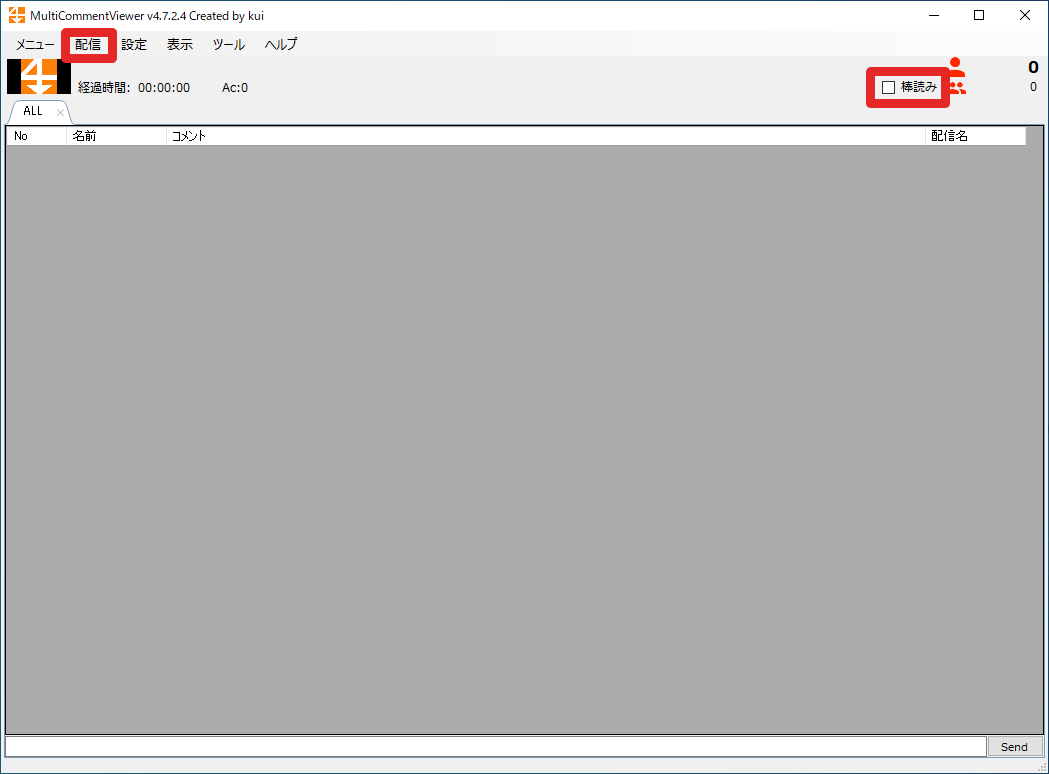 MultiCommentViewer v4.7.2.4 Created by kui
メニュー 配信 設定 表示 ツール ヘルプ
経過時間: 00:00:00 Ac:0
棒読み
0
0
ALL
No 名前 コメント 配信名
Send